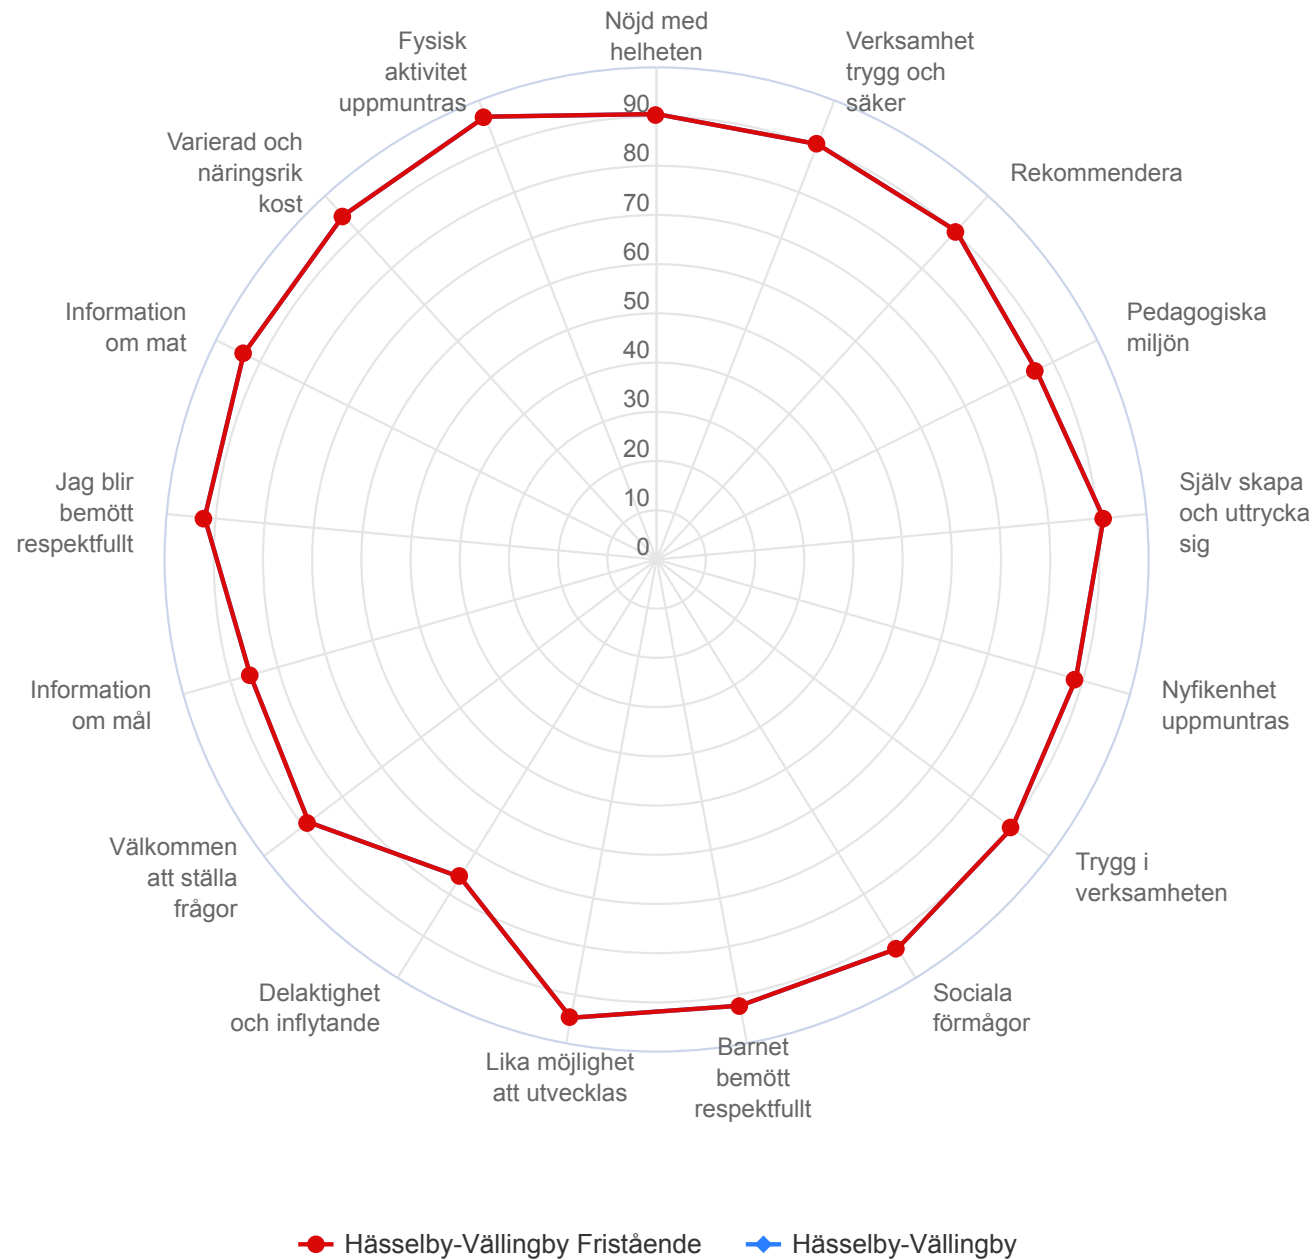 Nöjd med
helheten
Verksamhet
trygg och
säker
Rekommendera
Pedagogiska
miljön
Själv skapa
och uttrycka
sig
Nyfikenhet
uppmuntras
Trygg i
verksamheten
Sociala
förmågor
Barnet
bemött
respektfullt
Lika möjlighet
att utvecklas
Delaktighet
och inflytande
Välkommen
att ställa
frågor
Information
om mål
Jag blir
bemött
respektfullt
Information
om mat
Varierad och
näringsrik
kost
Fysisk
aktivitet
uppmuntras
90
80
70
60
50
40
30
20
10
0
Hässelby-Vällingby Fristående
Hässelby-Vällingby